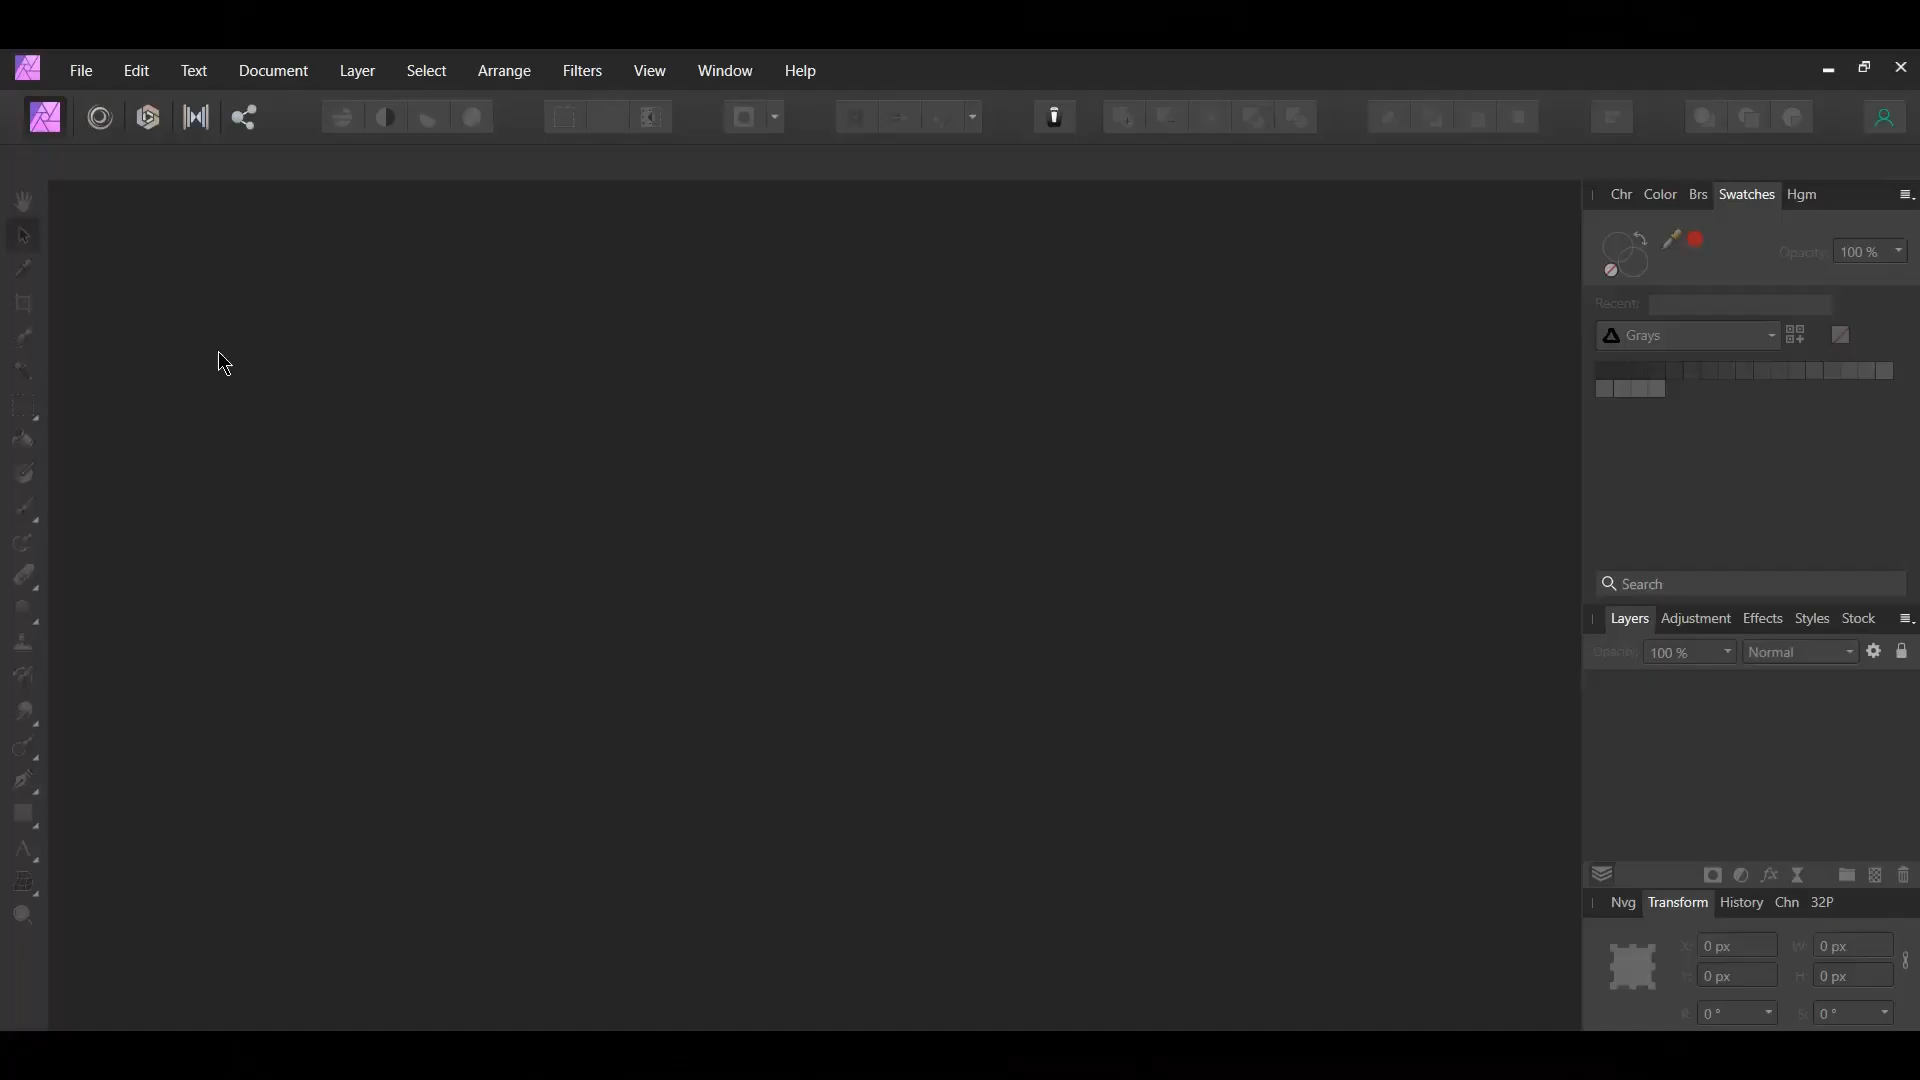 File Edit Text Document Layer Select Arrange Filters View Window Help
Chr Color Brs Swatches Hgm
Opacity: 100 %
Recent:
Grays
Search
Layers Adjustment Effects Styles Stock
Opacity: 100 % Normal
Nvg Transform History Chn 32P
X: 0 px W: 0 px
Y: 0 px H: 0 px
R: 0 ° S: 0 °